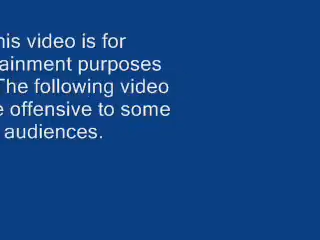 his video is for
ainment purposes
The following video
e offensive to some
audiences.